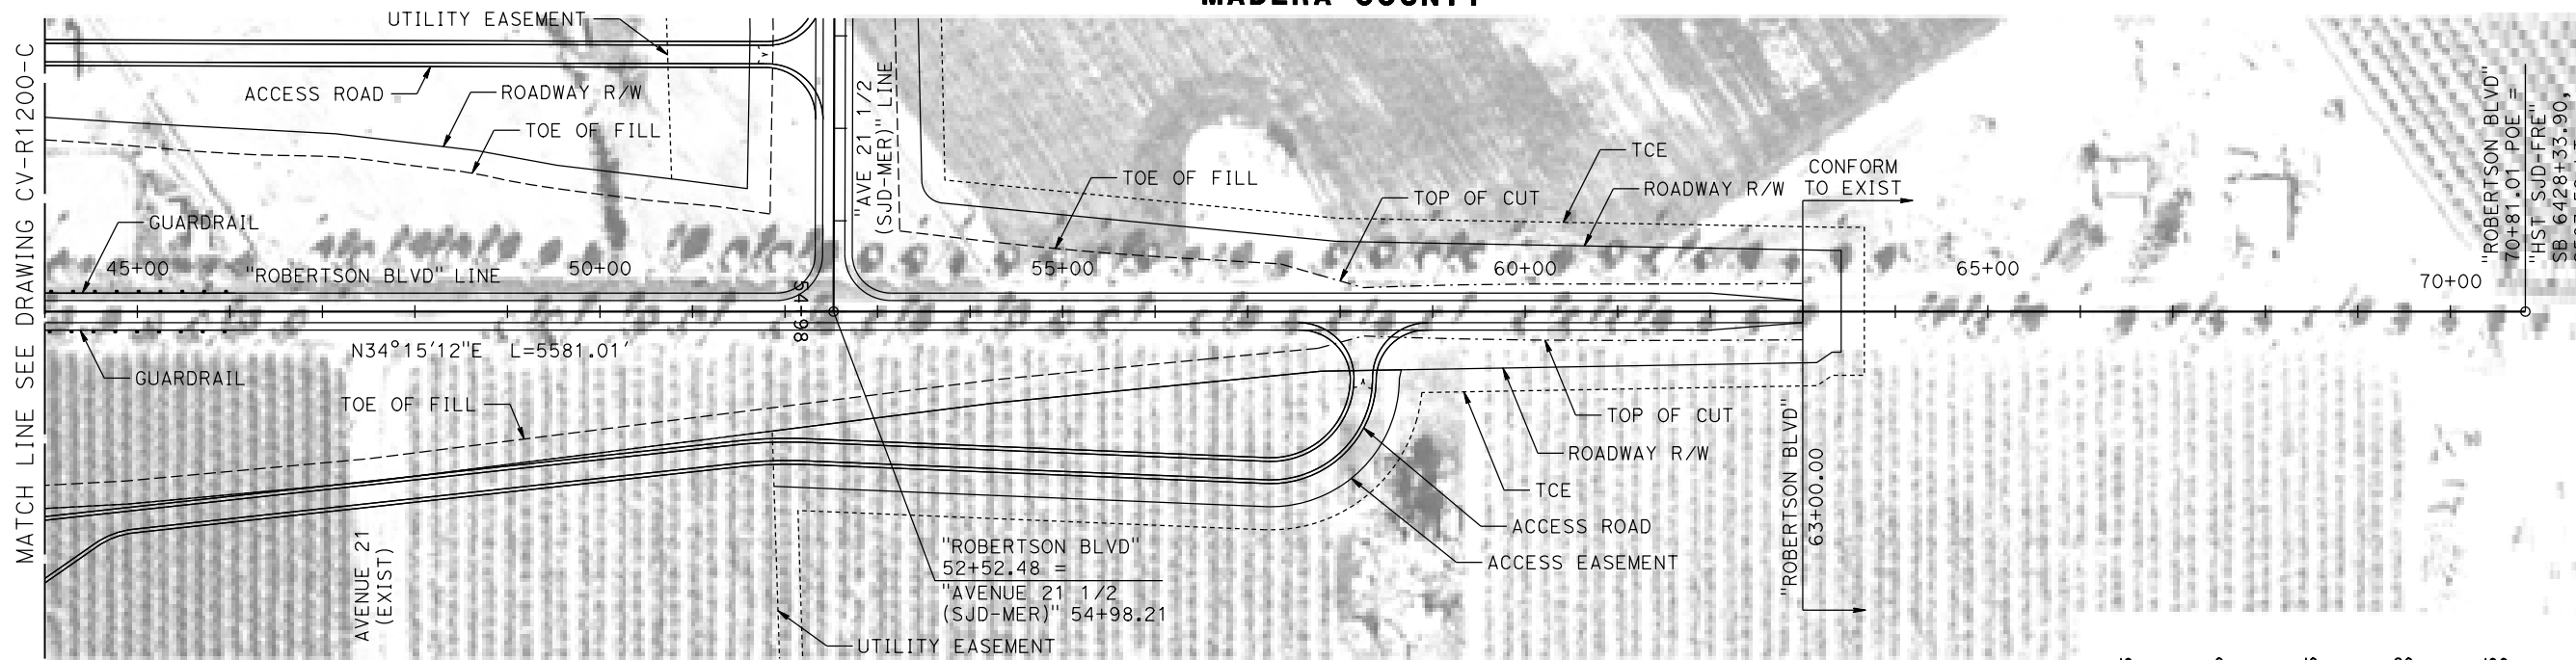 MADERA COUNTY
UTILITY EASEMENT
ACCESS ROAD
ROADWAY R/W
TOE OF FILL
GUARDRAIL
45+00
"ROBERTSON BLVD" LINE
50+00
MATCH LINE SEE DRAWING CV-R1200-C
"AVE 21 1/2
(SJD-MER)" LINE
TOE OF FILL
TCE
ROADWAY R/W
TOP OF CUT
CONFORM
TO EXIST
55+00
60+00
65+00
70+00
"ROBERTSON BLVD"
70+81.01 POE =
"HST SJD-FRE"
SB 6428+33.90,
54+98
N34°15'12"E L=5581.01'
GUARDRAIL
TOE OF FILL
AVENUE 21
(EXIST)
"ROBERTSON BLVD"
52+52.48 =
"AVENUE 21 1/2
(SJD-MER)" 54+98.21
UTILITY EASEMENT
TOP OF CUT
ROADWAY R/W
TCE
ACCESS ROAD
ACCESS EASEMENT
"ROBERTSON BLVD"
63+00.00